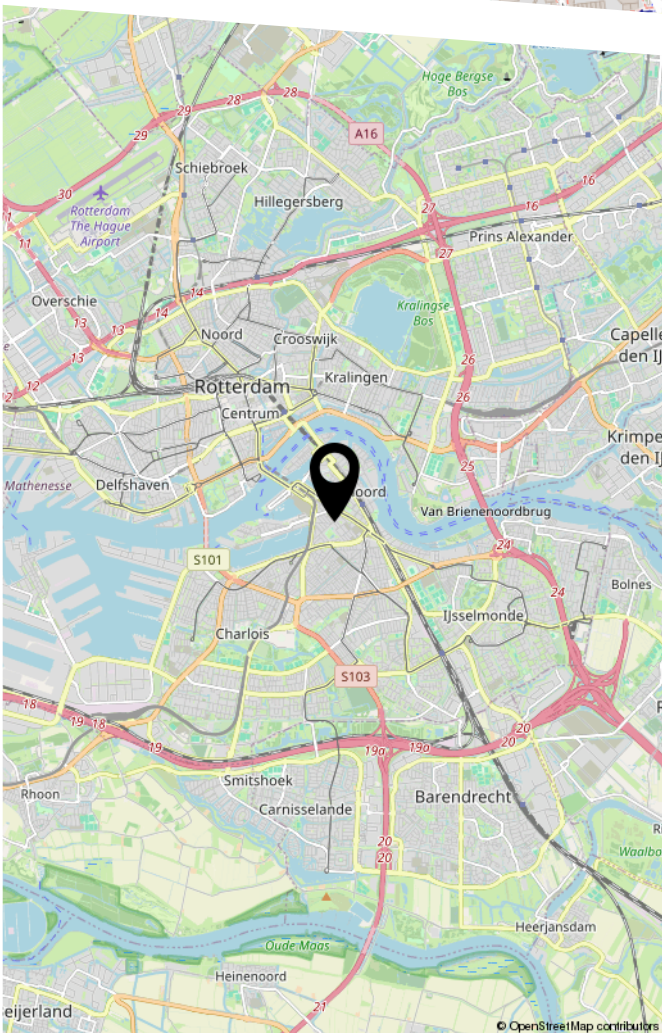 Hoge Bergse
Bos
28
28
29
29
A16
Schiebroek
30
16
16
Hillegersberg
Rotterdam
The Hague
Airport
27
11
Prins Alexander
27
14
14
Overschie
Kralingse
Bos
13
13
13
Noord
Crooswijk
Capelle
den IJ
12
26
Rotterdam
Kralingen
26
Centrum
Krimpe
den IJ
25
Mathenesse
Delfshaven
oord
Van Brienenoordbrug
24
S101
24
Bolnes
IJsselmonde
Charlois
S103
18
19
18
19
19a
19a
20
20
Smitshoek
Rhoon
Barendrecht
Carnisselande
20
20
Waalbo
Heerjansdam
Oude Maas
Heinenoord
21
eijerland
© OpenStreetMap contributors